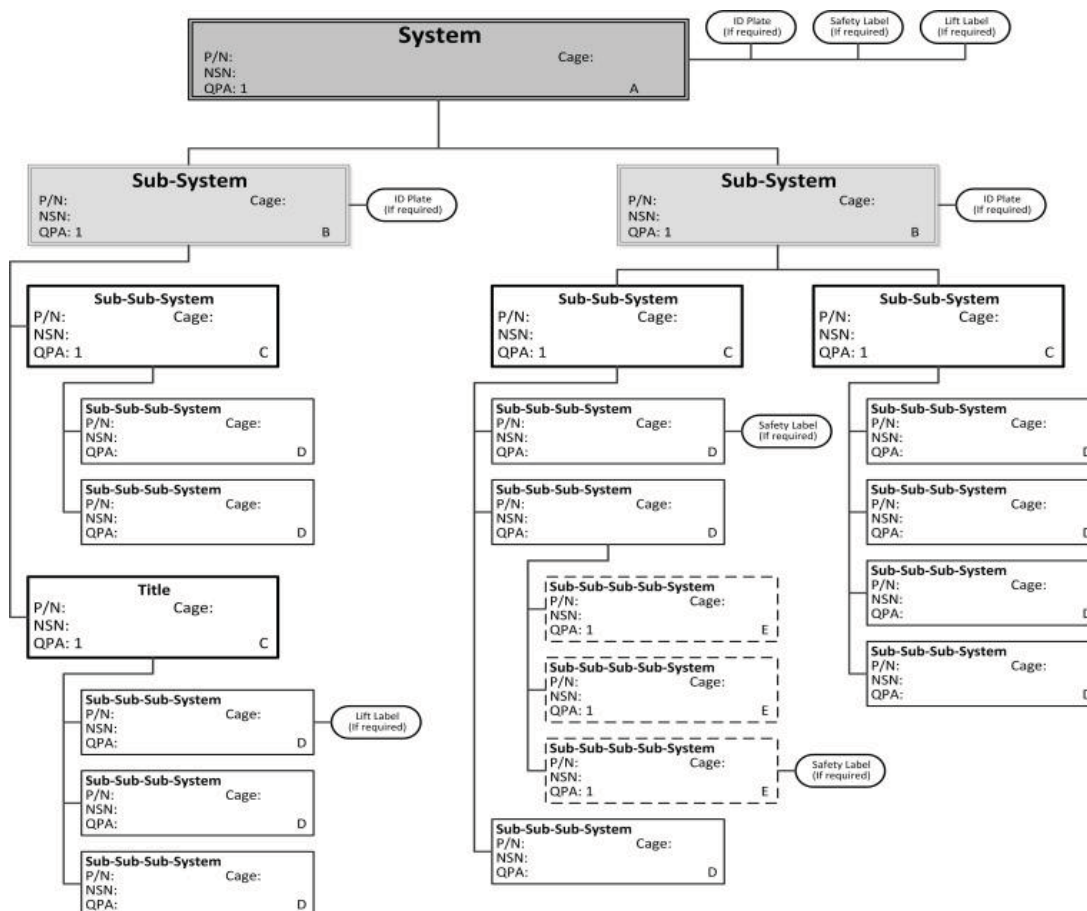 System
P/N: Cage:
NSN:
QPA: 1 A
ID Plate
(If required)
Safety Label
(If required)
Lift Label
(If required)
Sub-System
P/N: Cage:
NSN:
QPA: 1 B
ID Plate
(If required)
Sub-System
P/N: Cage:
NSN:
QPA: 1 B
ID Plate
(If required)
Sub-Sub-System
P/N: Cage:
NSN:
QPA: 1 C
Sub-Sub-Sub-System
P/N: Cage:
NSN:
QPA: D
Sub-Sub-Sub-System
P/N: Cage:
NSN:
QPA: D
Title
P/N: Cage:
NSN:
QPA: 1 C
Sub-Sub-Sub-System
P/N: Cage:
NSN:
QPA: D
Lift Label
(If required)
Sub-Sub-Sub-System
P/N: Cage:
NSN:
QPA: D
Sub-Sub-Sub-System
P/N: Cage:
NSN:
QPA: D
Sub-Sub-System
P/N: Cage:
NSN:
QPA: 1 C
Sub-Sub-Sub-System
P/N: Cage:
NSN:
QPA: D
Safety Label
(If required)
Sub-Sub-Sub-System
P/N: Cage:
NSN:
QPA: D
Sub-Sub-Sub-Sub-System
P/N: Cage:
NSN:
QPA: 1 E
Sub-Sub-Sub-Sub-System
P/N: Cage:
NSN:
QPA: 1 E
Sub-Sub-Sub-Sub-System
P/N: Cage:
NSN:
QPA: 1 E
Safety Label
(If required)
Sub-Sub-Sub-System
P/N: Cage:
NSN:
QPA: D
Sub-Sub-System
P/N: Cage:
NSN:
QPA: 1 C
Sub-Sub-Sub-System
P/N: Cage:
NSN:
QPA: D
Sub-Sub-Sub-System
P/N: Cage:
NSN:
QPA: D
Sub-Sub-Sub-System
P/N: Cage:
NSN:
QPA: D
Sub-Sub-Sub-System
P/N: Cage:
NSN:
QPA: D